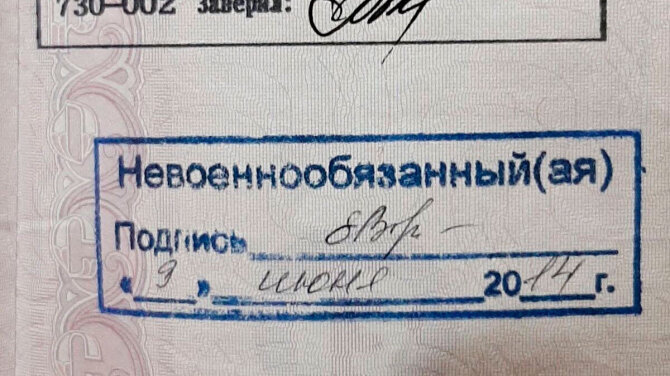 730-002 Заверил:
Невоеннообязанный(ая)
Подпись
«9» июня 2014 г.